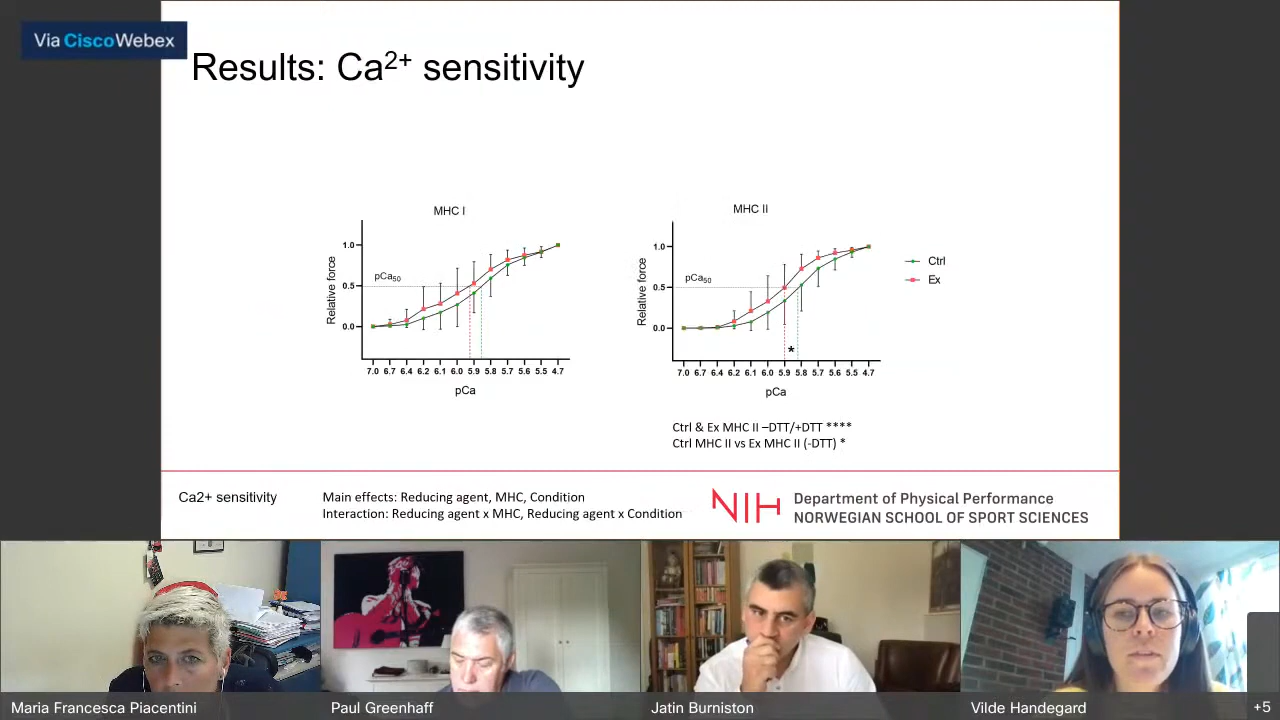 Via CiscoWebex
Results: Ca2+ sensitivity
MHC I
MHC II
1.0
0.5
0.0
Relative force
pCa50
7.0 6.7 6.4 6.2 6.1 6.0 5.9 5.8 5.7 5.6 5.5 4.7
pCa
1.0
0.5
0.0
Relative force
pCa50
*
7.0 6.7 6.4 6.2 6.1 6.0 5.9 5.8 5.7 5.6 5.5 4.7
pCa
Ctrl
Ex
Ctrl & Ex MHC II –DTT/+DTT ****
Ctrl MHC II vs Ex MHC II (-DTT) *
Ca2+ sensitivity
Main effects: Reducing agent, MHC, Condition
Interaction: Reducing agent x MHC, Reducing agent x Condition
NIH
Department of Physical Performance
NORWEGIAN SCHOOL OF SPORT SCIENCES
Maria Francesca Piacentini
Paul Greenhaff
Jatin Burniston
Vilde Handegard
+5